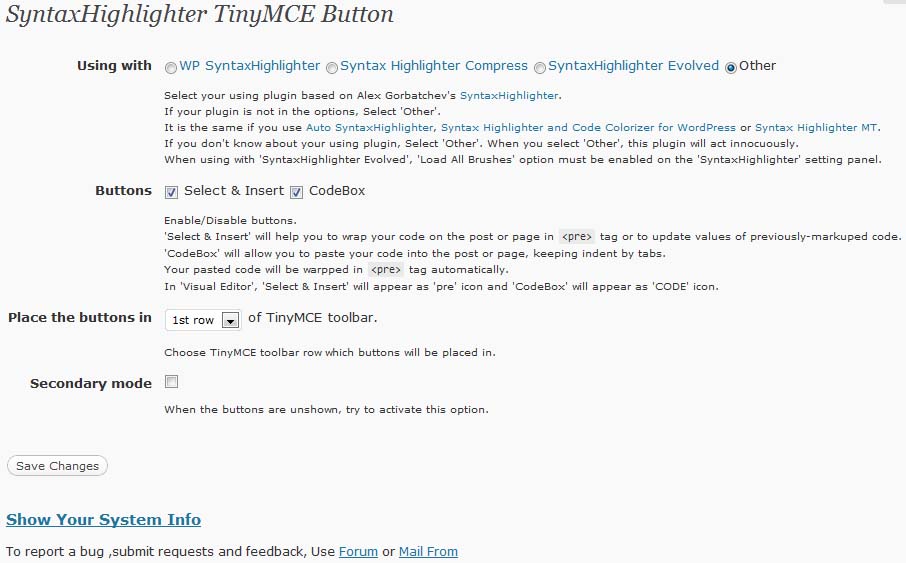 SyntaxHighlighter TinyMCE Button
Using with WP SyntaxHighlighter Syntax Highlighter Compress SyntaxHighlighter Evolved Other
Select your using plugin based on Alex Gorbatchev's SyntaxHighlighter.
If your plugin is not in the options, Select 'Other'.
It is the same if you use Auto SyntaxHighlighter, Syntax Highlighter and Code Colorizer for WordPress or Syntax Highlighter MT.
If you don't know about your using plugin, Select 'Other'. When you select 'Other', this plugin will act innocuously.
When using with 'SyntaxHighlighter Evolved', 'Load All Brushes' option must be enabled on the 'SyntaxHighlighter' setting panel.
Buttons Select & Insert CodeBox
Enable/Disable buttons.
'Select & Insert' will help you to wrap your code on the post or page in <pre> tag or to update values of previously-markuped code.
'CodeBox' will allow you to paste your code into the post or page, keeping indent by tabs.
Your pasted code will be warpped in <pre> tag automatically.
In 'Visual Editor', 'Select & Insert' will appear as 'pre' icon and 'CodeBox' will appear as 'CODE' icon.
Place the buttons in 1st row of TinyMCE toolbar.
Choose TinyMCE toolbar row which buttons will be placed in.
Secondary mode
When the buttons are unshown, try to activate this option.
Save Changes
Show Your System Info
To report a bug ,submit requests and feedback, Use Forum or Mail From